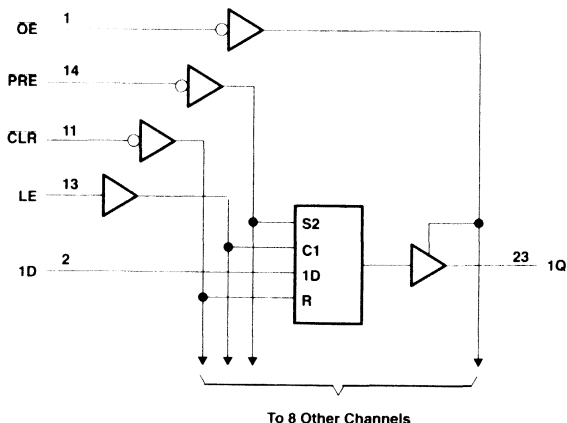 OE 1
PRE 14
CLR 11
LE 13
1D 2
S2
C1
1D
R
23 1Q
To 8 Other Channels